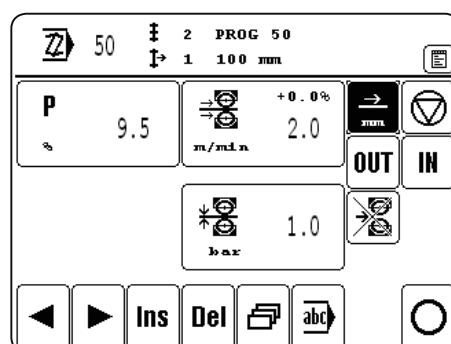 50 2 PROG 50
1 100 mm
P +0.0%
9.5 2.0 mm
% m/min
OUT IN
1.0
bar
Ins Del abc